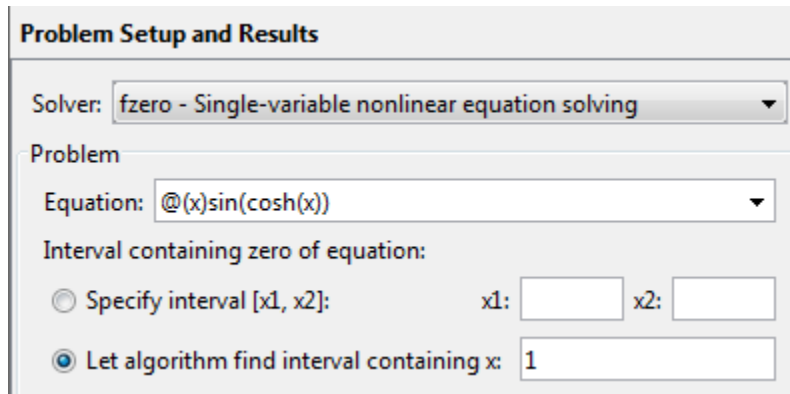 Problem Setup and Results
Solver: fzero - Single-variable nonlinear equation solving
Problem
Equation: @(x)sin(cosh(x))
Interval containing zero of equation:
Specify interval [x1, x2]: x1: x2:
Let algorithm find interval containing x: 1